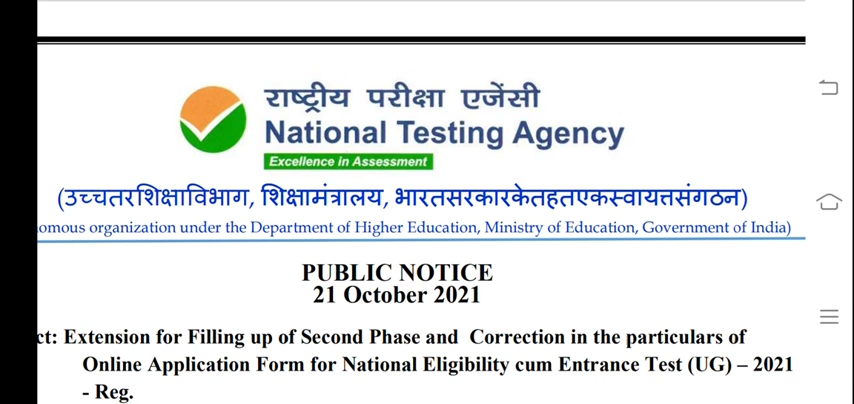 राष्ट्रीय परीक्षा एजेंसी
National Testing Agency
Excellence in Assessment
(उच्चतरशिक्षाविभाग, शिक्षामंत्रालय, भारतसरकारकेतहतएकस्वायत्तसंगठन)
omous organization under the Department of Higher Education, Ministry of Education, Government of India)
PUBLIC NOTICE
21 October 2021
ct: Extension for Filling up of Second Phase and Correction in the particulars of
Online Application Form for National Eligibility cum Entrance Test (UG) – 2021
- Reg.